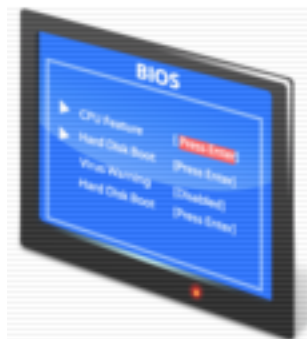 BIOS
CPU Feature [Press Enter]
Hard Disk Boot [Press Enter]
Virus Warning [Disabled]
Hard Disk Boot [Press Enter]